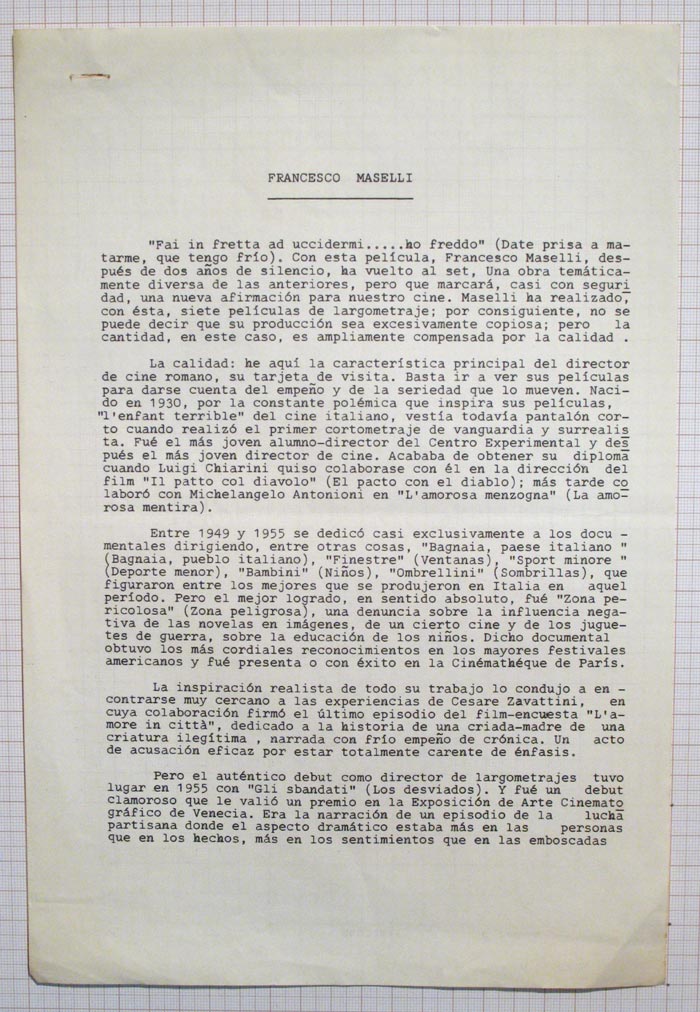 FRANCESCO MASELLI
"Fai in fretta ad uccidermi.....ho freddo" (Date prisa a ma-
tarme, que tengo frío). Con esta película, Francesco Maselli, des-
pués de dos años de silencio, ha vuelto al set, Una obra temática-
mente diversa de las anteriores, pero que marcará, casi con seguri
dad, una nueva afirmación para nuestro cine. Maselli ha realizado,
con ésta, siete películas de largometraje; por consiguiente, no se
puede decir que su producción sea excesivamente copiosa; pero la
cantidad, en este caso, es ampliamente compensada por la calidad .
La calidad: he aquí la característica principal del director
de cine romano, su tarjeta de visita. Basta ir a ver sus películas
para darse cuenta del empeño y de la seriedad que lo mueven. Naci-
do en 1930, por la constante polémica que inspira sus películas,
"l'enfant terrible" del cine italiano, vestía todavía pantalón cor-
to cuando realizó el primer cortometraje de vanguardia y surrealis
ta. Fué el más joven alumno-director del Centro Experimental y des
pués el más joven director de cine. Acababa de obtener su diploma
cuando Luigi Chiarini quiso colaborase con él en la dirección del
film "Il patto col diavolo" (El pacto con el diablo); más tarde co
laboró con Michelangelo Antonioni en "L'amorosa menzogna" (La amo-
rosa mentira).
Entre 1949 y 1955 se dedicó casi exclusivamente a los docu -
mentales dirigiendo, entre otras cosas, "Bagnaia, paese italiano "
(Bagnaia, pueblo italiano), "Finestre" (Ventanas), "Sport minore "
(Deporte menor), "Bambini" (Niños), "Ombrellini" (Sombrillas), que
figuraron entre los mejores que se produjeron en Italia en aquel
período. Pero el mejor logrado, en sentido absoluto, fué "Zona pe-
ricolosa" (Zona peligrosa), una denuncia sobre la influencia nega-
tiva de las novelas en imágenes, de un cierto cine y de los jugue-
tes de guerra, sobre la educación de los niños. Dicho documental
obtuvo los más cordiales reconocimientos en los mayores festivales
americanos y fué presenta o con éxito en la Cinémathéque de París.
La inspiración realista de todo su trabajo lo condujo a en -
contrarse muy cercano a las experiencias de Cesare Zavattini, en
cuya colaboración firmó el último episodio del film-encuesta "L'a-
more in città", dedicado a la historia de una criada-madre de una
criatura ilegítima , narrada con frío empeño de crónica. Un acto
de acusación eficaz por estar totalmente carente de énfasis.
Pero el auténtico debut como director de largometrajes tuvo
lugar en 1955 con "Gli sbandati" (Los desviados). Y fué un debut
clamoroso que le valió un premio en la Exposición de Arte Cinemato
gráfico de Venecia. Era la narración de un episodio de la lucha
partisana donde el aspecto dramático estaba más en las personas
que en los hechos, más en los sentimientos que en las emboscadas